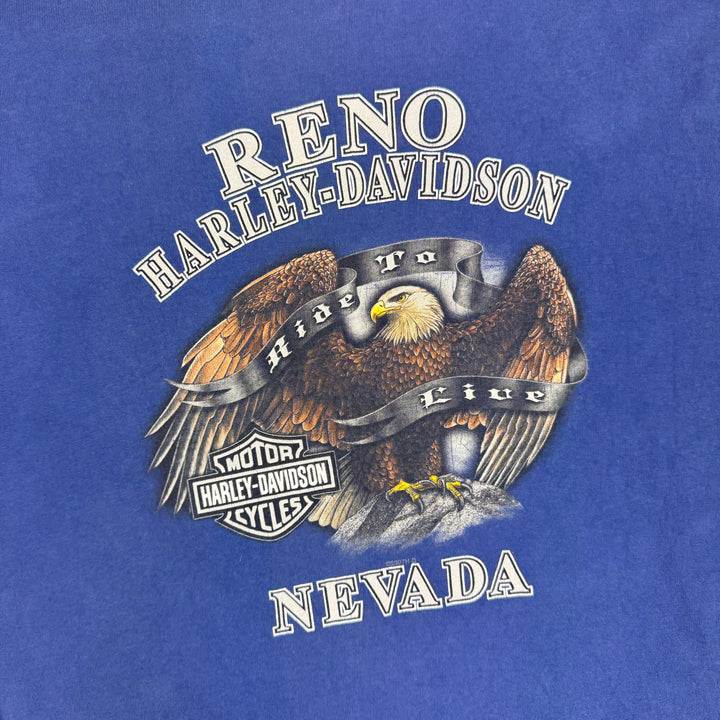 RENO
HARLEY-DAVIDSON
Ride To
Live
MOTOR
HARLEY-DAVIDSON
CYCLES
NEVADA